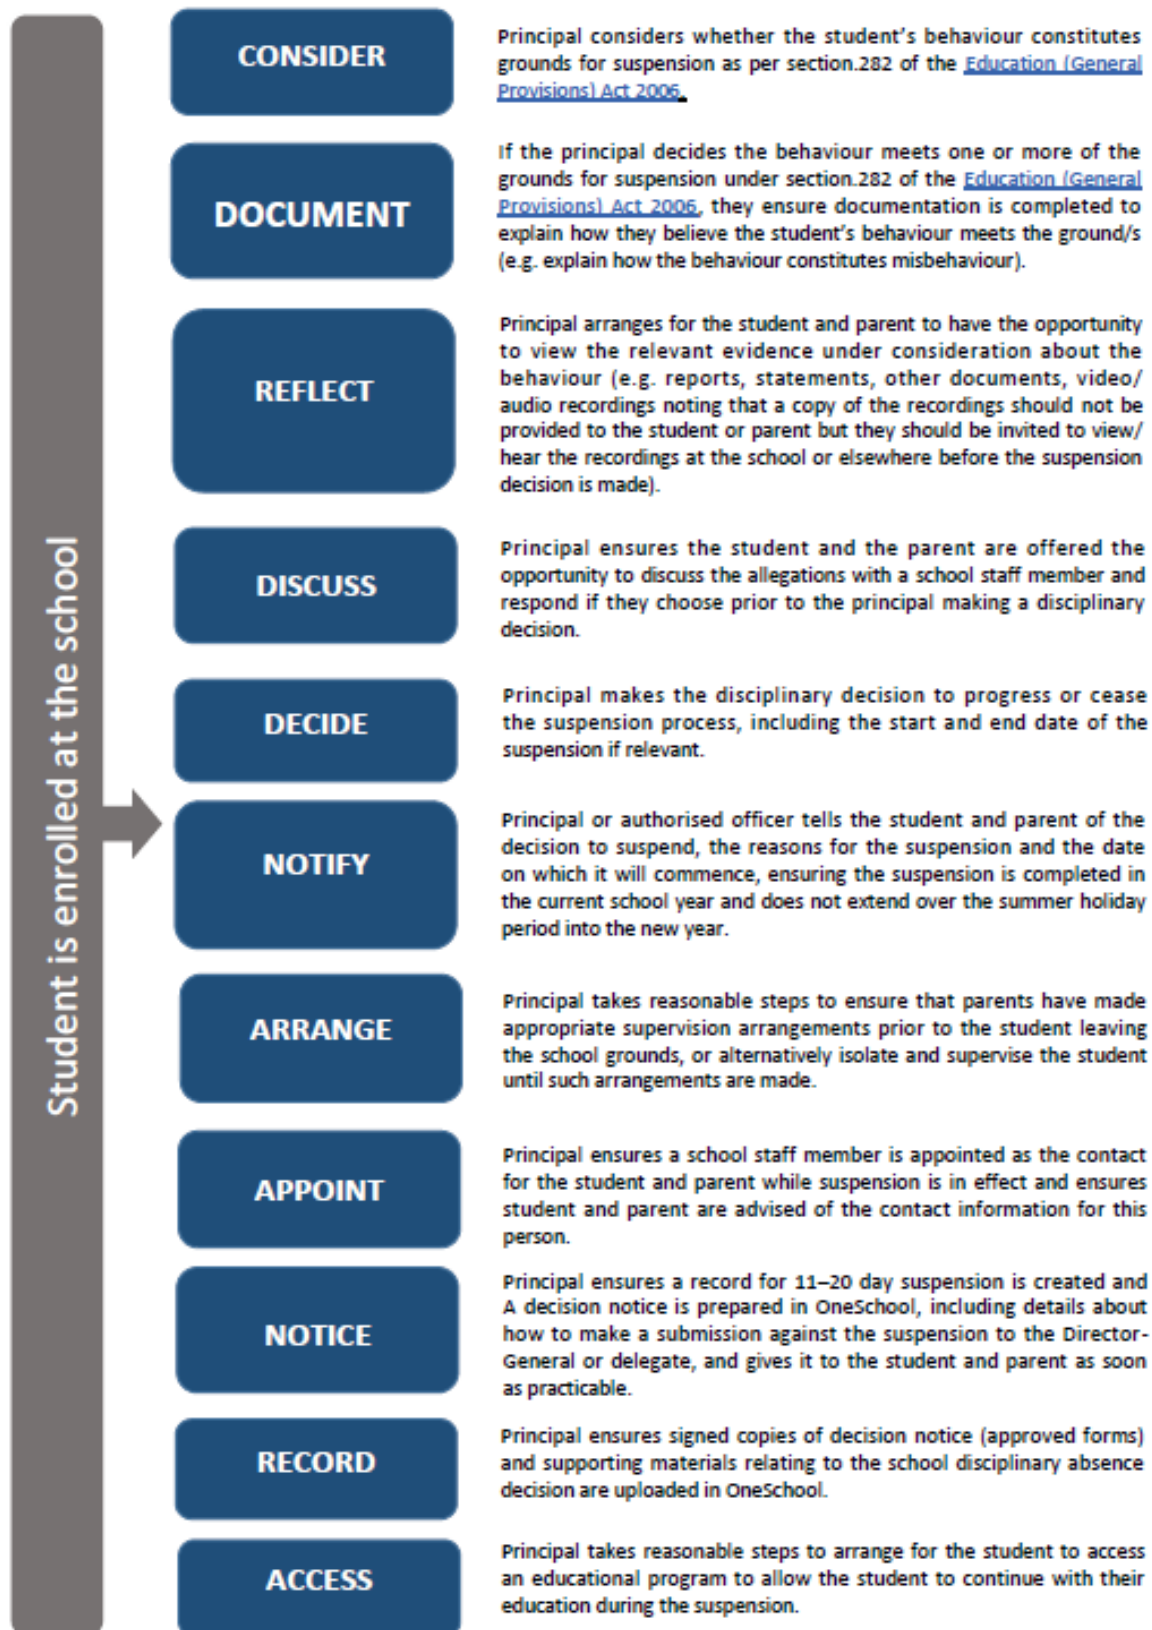 Student is enrolled at the school
CONSIDER
Principal considers whether the student's behaviour constitutes
grounds for suspension as per section.282 of the Education (General
Provisions) Act 2006.
DOCUMENT
If the principal decides the behaviour meets one or more of the
grounds for suspension under section.282 of the Education (General
Provisions) Act 2006, they ensure documentation is completed to
explain how they believe the student's behaviour meets the ground/s
(e.g. explain how the behaviour constitutes misbehaviour).
REFLECT
Principal arranges for the student and parent to have the opportunity
to view the relevant evidence under consideration about the
behaviour (e.g. reports, statements, other documents, video/
audio recordings noting that a copy of the recordings should not be
provided to the student or parent but they should be invited to view/
hear the recordings at the school or elsewhere before the suspension
decision is made).
DISCUSS
Principal ensures the student and the parent are offered the
opportunity to discuss the allegations with a school staff member and
respond if they choose prior to the principal making a disciplinary
decision.
DECIDE
Principal makes the disciplinary decision to progress or cease
the suspension process, including the start and end date of the
suspension if relevant.
NOTIFY
Principal or authorised officer tells the student and parent of the
decision to suspend, the reasons for the suspension and the date
on which it will commence, ensuring the suspension is completed in
the current school year and does not extend over the summer holiday
period into the new year.
ARRANGE
Principal takes reasonable steps to ensure that parents have made
appropriate supervision arrangements prior to the student leaving
the school grounds, or alternatively isolate and supervise the student
until such arrangements are made.
APPOINT
Principal ensures a school staff member is appointed as the contact
for the student and parent while suspension is in effect and ensures
student and parent are advised of the contact information for this
person.
NOTICE
Principal ensures a record for 11–20 day suspension is created and
A decision notice is prepared in OneSchool, including details about
how to make a submission against the suspension to the Director-
General or delegate, and gives it to the student and parent as soon
as practicable.
RECORD
Principal ensures signed copies of decision notice (approved forms)
and supporting materials relating to the school disciplinary absence
decision are uploaded in OneSchool.
ACCESS
Principal takes reasonable steps to arrange for the student to access
an educational program to allow the student to continue with their
education during the suspension.